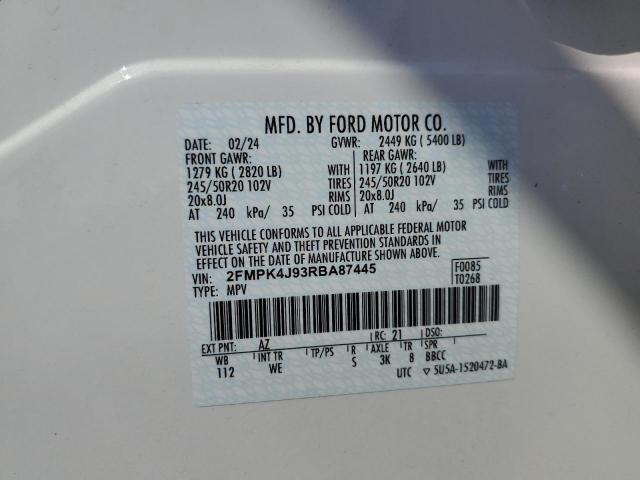 MFD. BY FORD MOTOR CO.
DATE: 02/24 GVWR: 2449 KG ( 5400 LB)
FRONT GAWR: REAR GAWR:
1279 KG ( 2820 LB) WITH 1197 KG ( 2640 LB) WITH
245/50R20 102V TIRES 245/50R20 102V TIRES
20x8.0J RIMS 20x8.0J RIMS
AT 240 kPa/ 35 PSI COLD AT 240 kPa/ 35 PSI COLD
THIS VEHICLE CONFORMS TO ALL APPLICABLE FEDERAL MOTOR
VEHICLE SAFETY AND THEFT PREVENTION STANDARDS IN
EFFECT ON THE DATE OF MANUFACTURE SHOWN ABOVE.
VIN: 2FMPK4J93RBA87445 F0085
TYPE: MPV T0268
EXT PNT: AZ RC: 21 DSO:
WB INT TR TP/PS R AXLE TR SPR
112 WE S 3K 8 BBCC
UTC ▽ 5U5A-1520472-BA